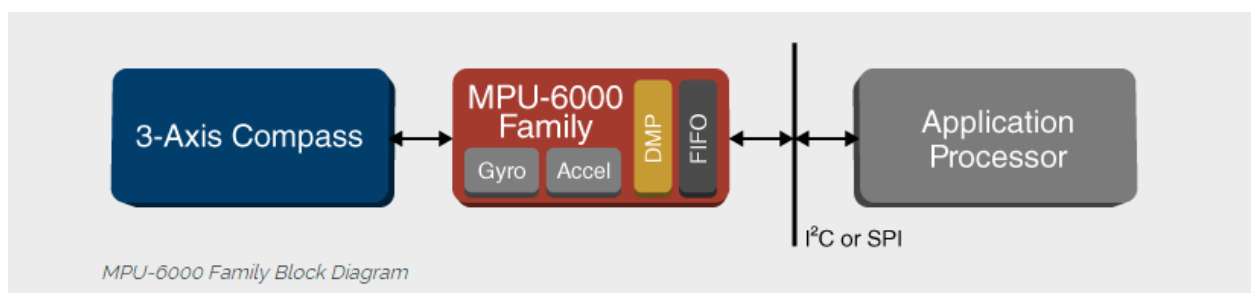 3-Axis Compass
MPU-6000
Family
Gyro
Accel
DMP
FIFO
Application
Processor
I²C or SPI
MPU-6000 Family Block Diagram